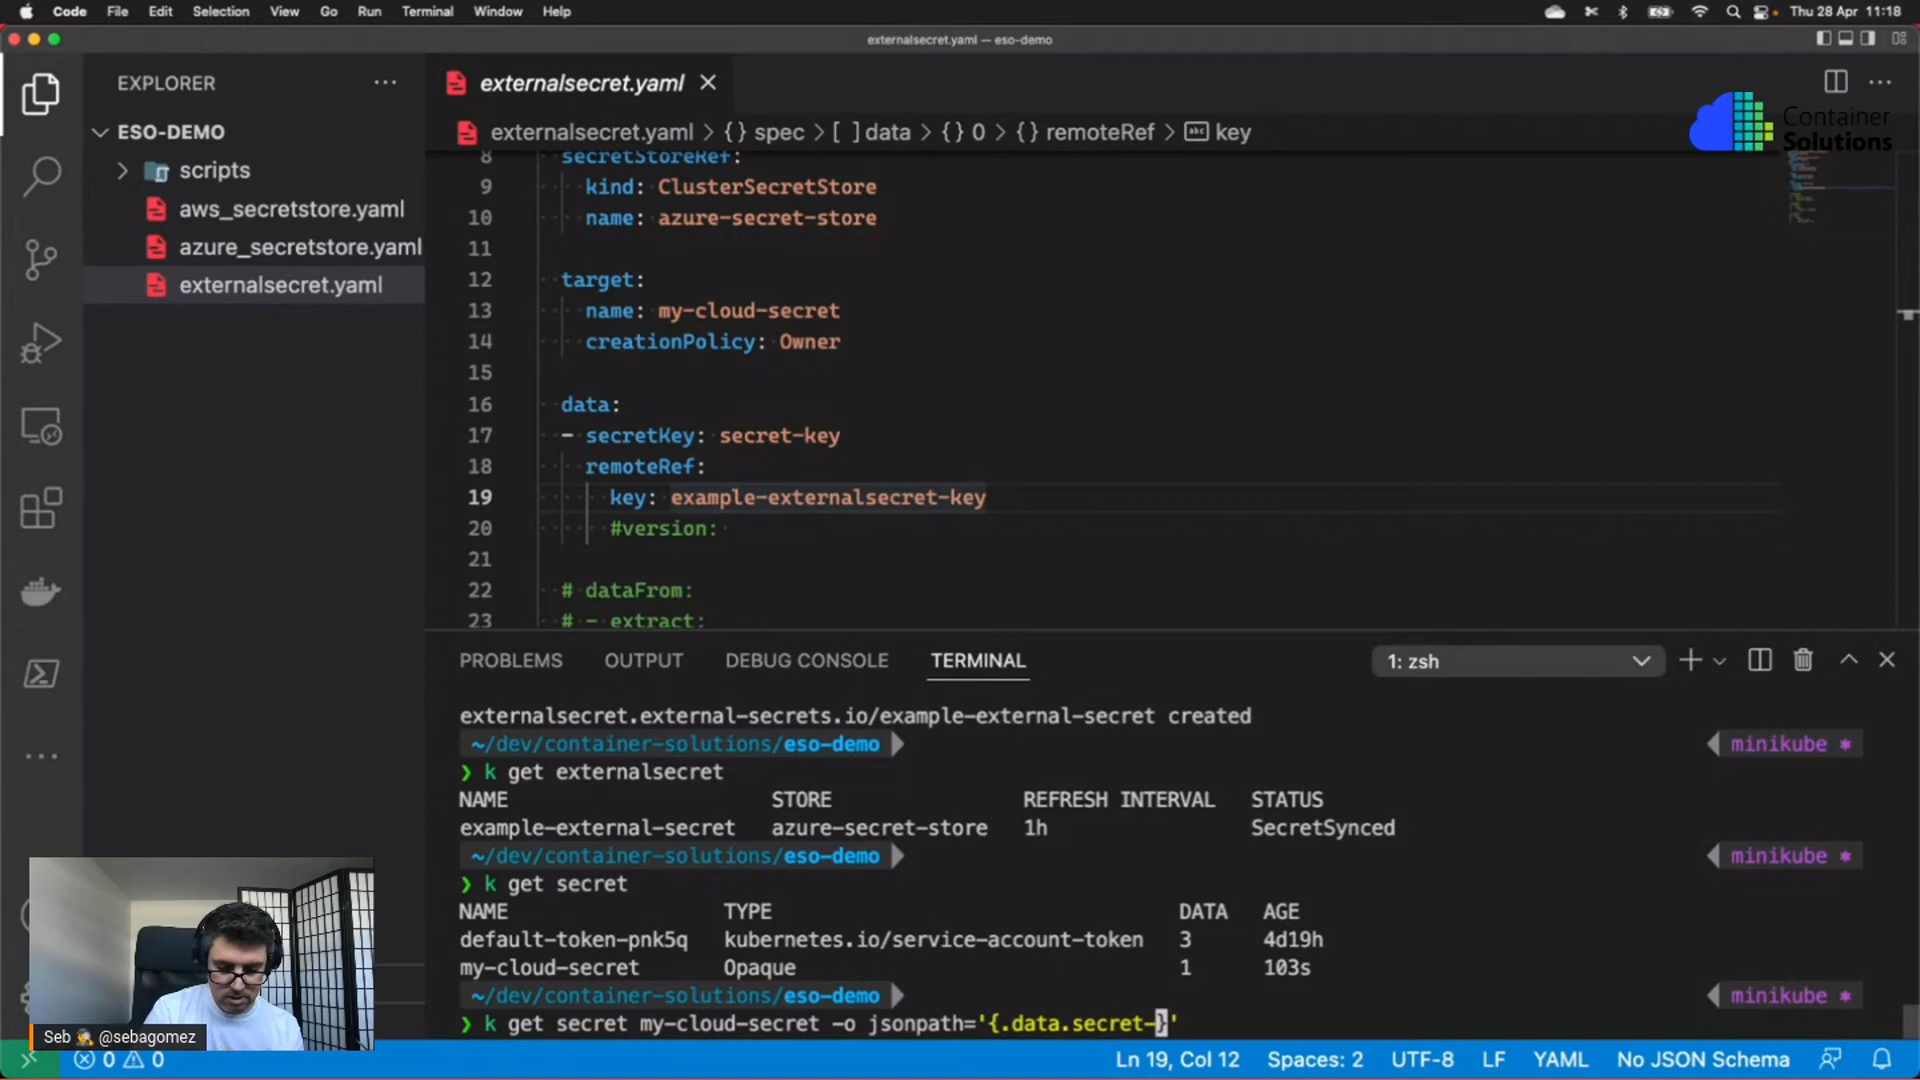 Code File Edit Selection View Go Run Terminal Window Help
Thu 28 Apr 11:18
externalsecret.yaml — eso-demo
EXPLORER
ESO-DEMO
scripts
aws_secretstore.yaml
azure_secretstore.yaml
externalsecret.yaml
externalsecret.yaml
externalsecret.yaml > {} spec > [ ] data > {} 0 > {} remoteRef > abc key
Container
Solutions
8 secretStoreRef:
9 kind: ClusterSecretStore
10 name: azure-secret-store
11
12 target:
13 name: my-cloud-secret
14 creationPolicy: Owner
15
16 data:
17 - secretKey: secret-key
18 remoteRef:
19 key: example-externalsecret-key
20 #version:
21
22 # dataFrom:
23 # - extract:
PROBLEMS OUTPUT DEBUG CONSOLE TERMINAL
1: zsh
externalsecret.external-secrets.io/example-external-secret created
~/dev/container-solutions/eso-demo minikube
❯ k get externalsecret
NAME STORE REFRESH INTERVAL STATUS
example-external-secret azure-secret-store 1h SecretSynced
~/dev/container-solutions/eso-demo minikube
❯ k get secret
NAME TYPE DATA AGE
default-token-pnk5q kubernetes.io/service-account-token 3 4d19h
my-cloud-secret Opaque 1 103s
~/dev/container-solutions/eso-demo minikube
❯ k get secret my-cloud-secret -o jsonpath='{.data.secret-}'
Seb @sebagomez
0 0
Ln 19, Col 12 Spaces: 2 UTF-8 LF YAML No JSON Schema